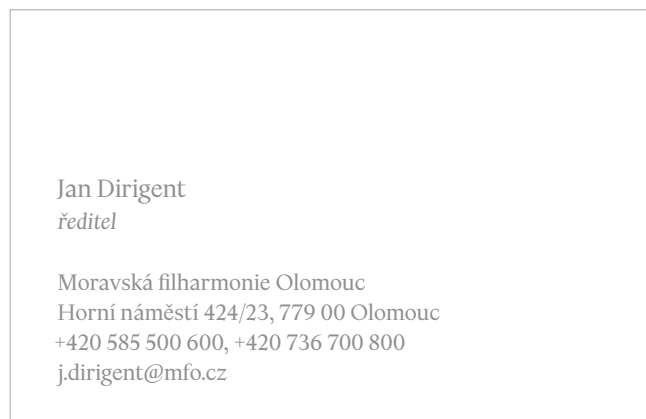 Jan Dirigent
ředitel
Moravská filharmonie Olomouc
Horní náměstí 424/23, 779 00 Olomouc
+420 585 500 600, +420 736 700 800
j.dirigent@mfo.cz